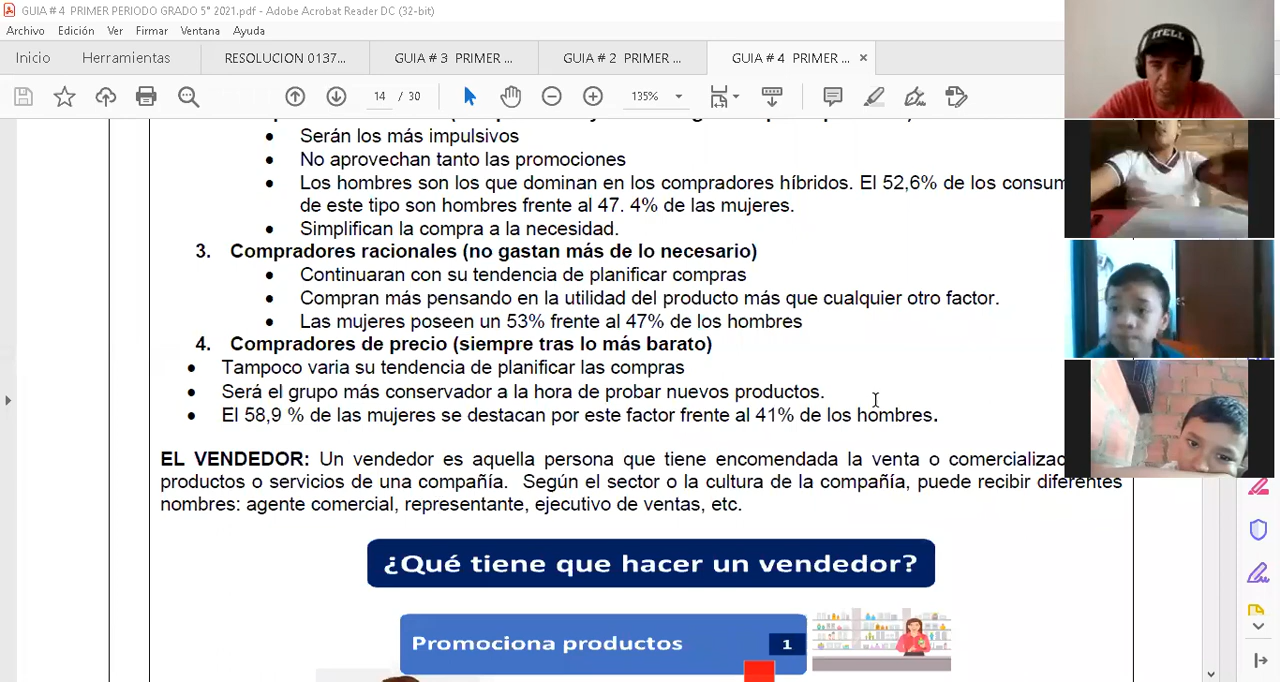 GUIA # 4 PRIMER PERIODO GRADO 5° 2021.pdf - Adobe Acrobat Reader DC (32-bit)
Archivo Edición Ver Firmar Ventana Ayuda
Inicio Herramientas RESOLUCION 0137... GUIA # 3 PRIMER ... GUIA # 2 PRIMER ... GUIA # 4 PRIMER ... ×
14 / 30 135%
ITELL
• Serán los más impulsivos
• No aprovechan tanto las promociones
• Los hombres son los que dominan en los compradores híbridos. El 52,6% de los consum
de este tipo son hombres frente al 47. 4% de las mujeres.
• Simplifican la compra a la necesidad.
3. Compradores racionales (no gastan más de lo necesario)
• Continuaran con su tendencia de planificar compras
• Compran más pensando en la utilidad del producto más que cualquier otro factor.
• Las mujeres poseen un 53% frente al 47% de los hombres
4. Compradores de precio (siempre tras lo más barato)
• Tampoco varia su tendencia de planificar las compras
• Será el grupo más conservador a la hora de probar nuevos productos.
• El 58,9 % de las mujeres se destacan por este factor frente al 41% de los hombres.
EL VENDEDOR: Un vendedor es aquella persona que tiene encomendada la venta o comercializac
productos o servicios de una compañía. Según el sector o la cultura de la compañía, puede recibir diferentes
nombres: agente comercial, representante, ejecutivo de ventas, etc.
¿Qué tiene que hacer un vendedor?
Promociona productos 1